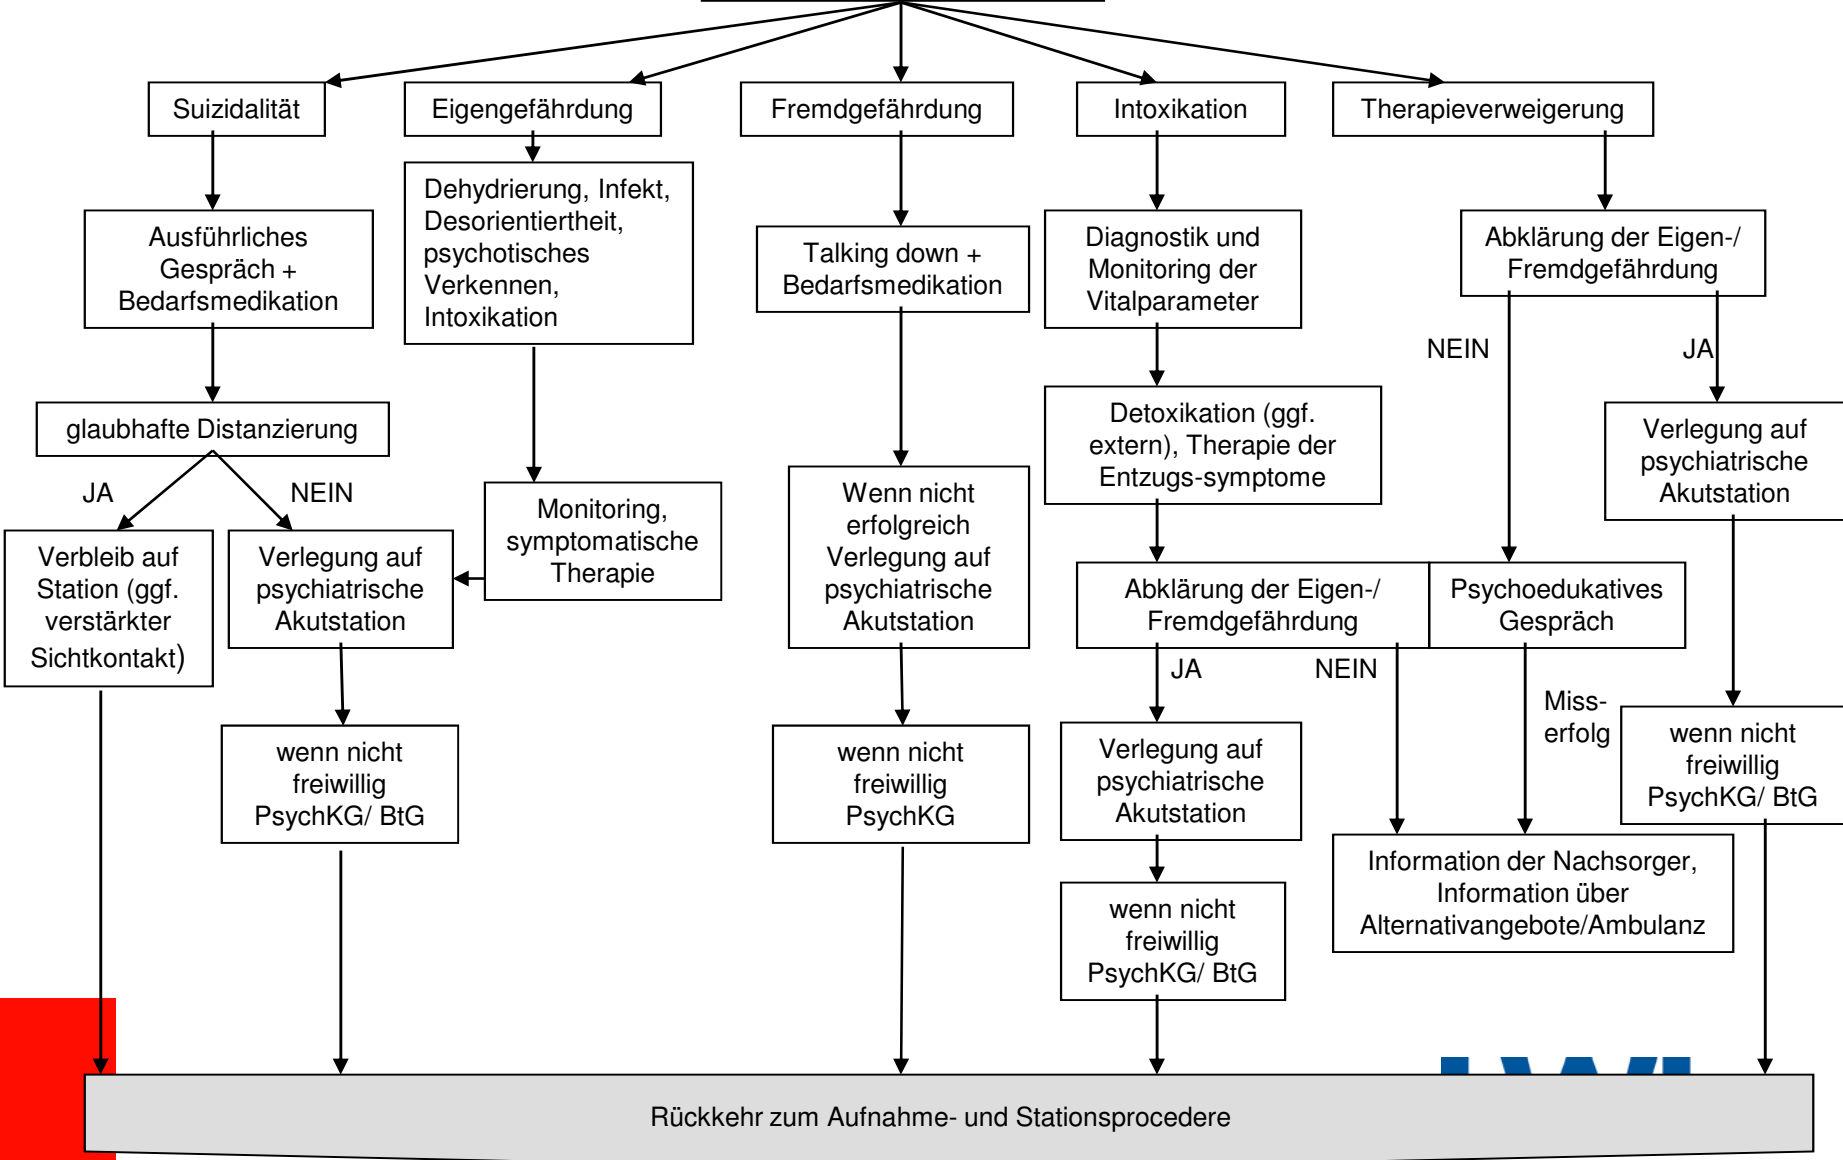 Suizidalität
Eigengefährdung
Fremdgefährdung
Intoxikation
Therapieverweigerung
Ausführliches
Gespräch +
Bedarfsmedikation
Dehydrierung, Infekt,
Desorientiertheit,
psychotisches
Verkennen,
Intoxikation
Talking down +
Bedarfsmedikation
Diagnostik und
Monitoring der
Vitalparameter
Abklärung der Eigen-/
Fremdgefährdung
NEIN
JA
glaubhafte Distanzierung
Detoxikation (ggf.
extern), Therapie der
Entzugs-symptome
Verlegung auf
psychiatrische
Akutstation
JA
NEIN
Monitoring,
symptomatische
Therapie
Wenn nicht
erfolgreich
Verlegung auf
psychiatrische
Akutstation
Verbleib auf
Station (ggf.
verstärkter
Sichtkontakt)
Verlegung auf
psychiatrische
Akutstation
Abklärung der Eigen-/
Fremdgefährdung
Psychoedukatives
Gespräch
JA
NEIN
Miss-
erfolg
wenn nicht
freiwillig
PsychKG/ BtG
wenn nicht
freiwillig
PsychKG
Verlegung auf
psychiatrische
Akutstation
wenn nicht
freiwillig
PsychKG/ BtG
Information der Nachsorger,
Information über
Alternativangebote/Ambulanz
wenn nicht
freiwillig
PsychKG/ BtG
Rückkehr zum Aufnahme- und Stationsprocedere